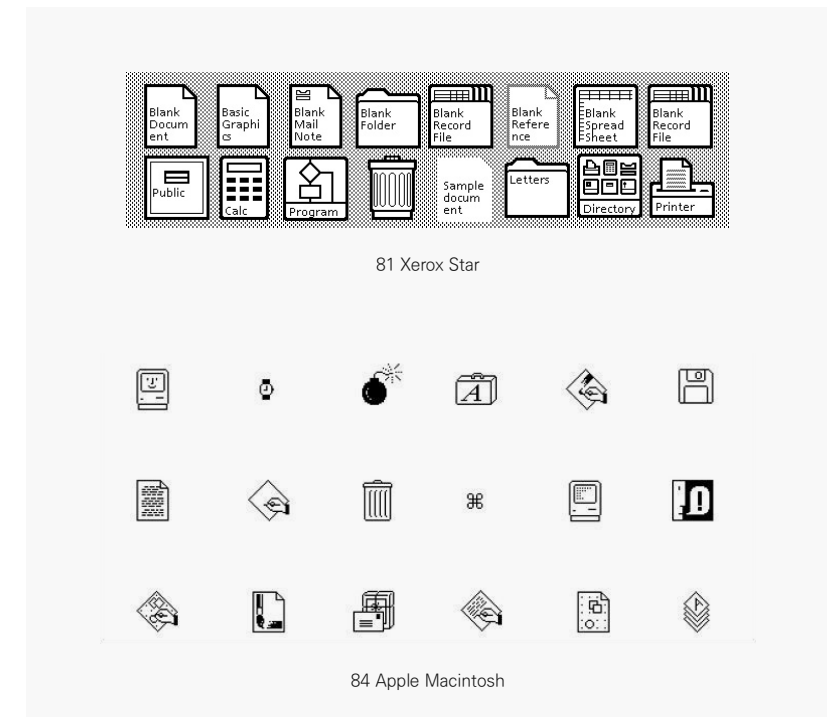 Blank
Docum
ent
Basic
Graphi
cs
Blank
Mail
Note
Blank
Folder
Blank
Record
File
Blank
Refere
nce
Blank
Spread
Sheet
Blank
Record
File
Public
Calc
Program
Sample
docum
ent
Letters
Directory
Printer
81 Xerox Star
A
⌘
84 Apple Macintosh